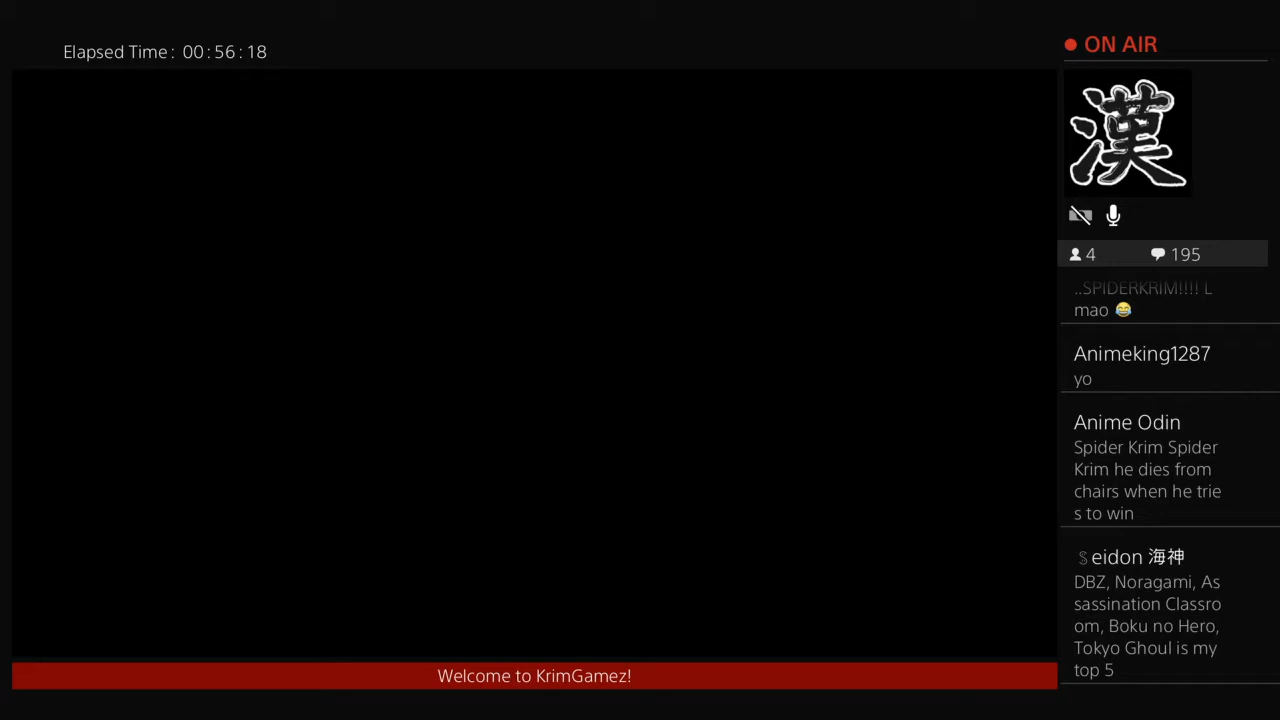 Elapsed Time: 00:56:18
ON AIR
漢
4 195
..SPIDERKRIM!!!! L
mao 😂
Animeking1287
yo
Anime Odin
Spider Krim Spider
Krim he dies from
chairs when he trie
s to win
𝕊eidon 海神
DBZ, Noragami, As
sassination Classro
om, Boku no Hero,
Tokyo Ghoul is my
top 5
Welcome to KrimGamez!